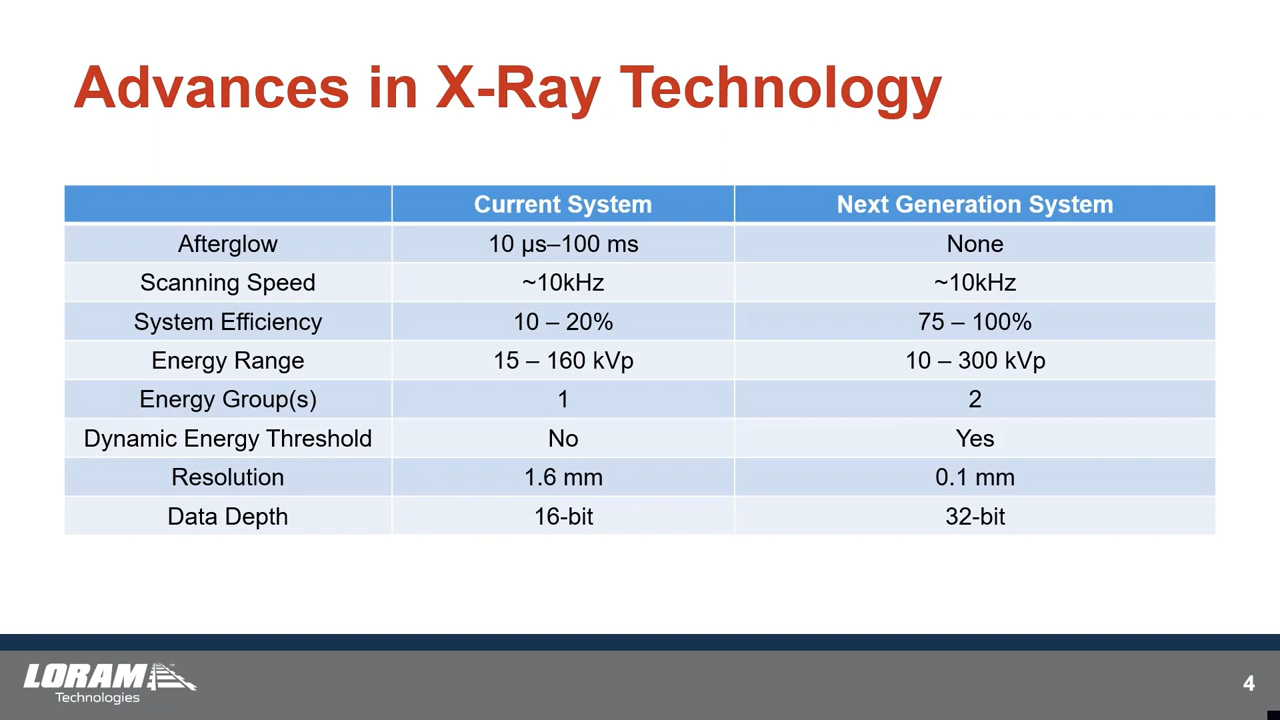 Advances in X-Ray Technology
Current System Next Generation System
Afterglow 10 µs–100 ms None
Scanning Speed ~10kHz ~10kHz
System Efficiency 10 – 20% 75 – 100%
Energy Range 15 – 160 kVp 10 – 300 kVp
Energy Group(s) 1 2
Dynamic Energy Threshold No Yes
Resolution 1.6 mm 0.1 mm
Data Depth 16-bit 32-bit
LORAM
Technologies
4